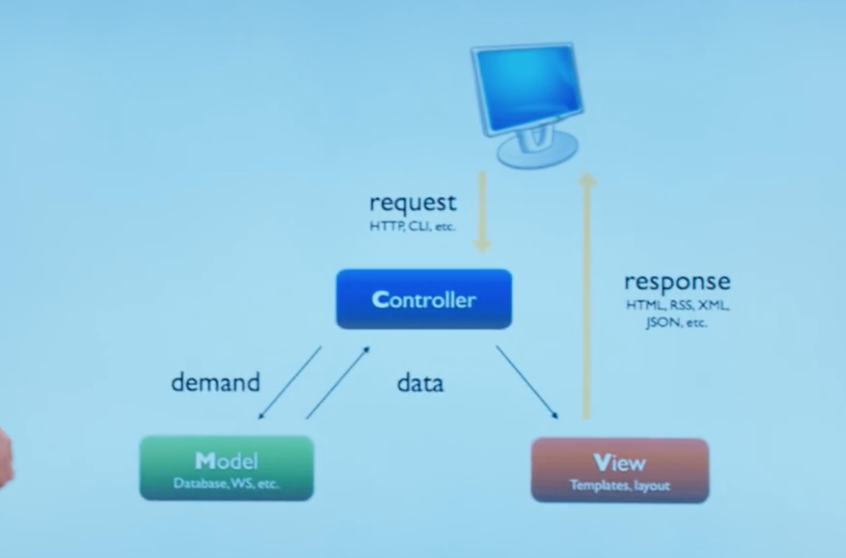 request
HTTP, CLI, etc.
Controller
response
HTML, RSS, XML,
JSON, etc.
demand
data
Model
Database, WS, etc.
View
Templates, layout